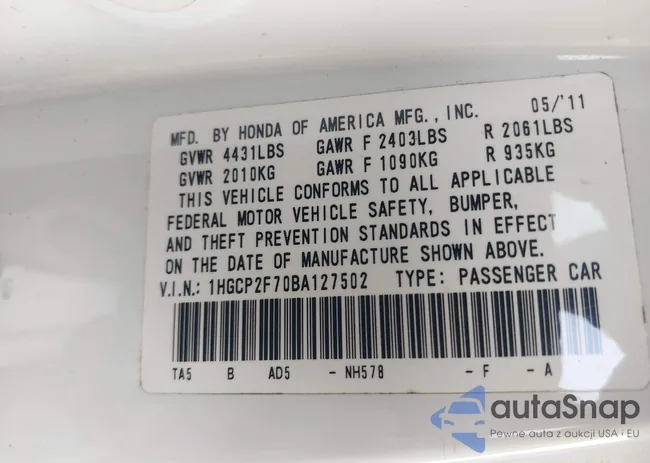 MFD. BY HONDA OF AMERICA MFG., INC. 05/'11
GVWR 4431LBS GAWR F 2403LBS R 2061LBS
GVWR 2010KG GAWR F 1090KG R 935KG
THIS VEHICLE CONFORMS TO ALL APPLICABLE
FEDERAL MOTOR VEHICLE SAFETY, BUMPER,
AND THEFT PREVENTION STANDARDS IN EFFECT
ON THE DATE OF MANUFACTURE SHOWN ABOVE.
V.I.N.: 1HGCP2F70BA127502 TYPE: PASSENGER CAR
TA5 B AD5 - NH578 - F - A
autaSnap
Pewne auta z aukcji USA i EU